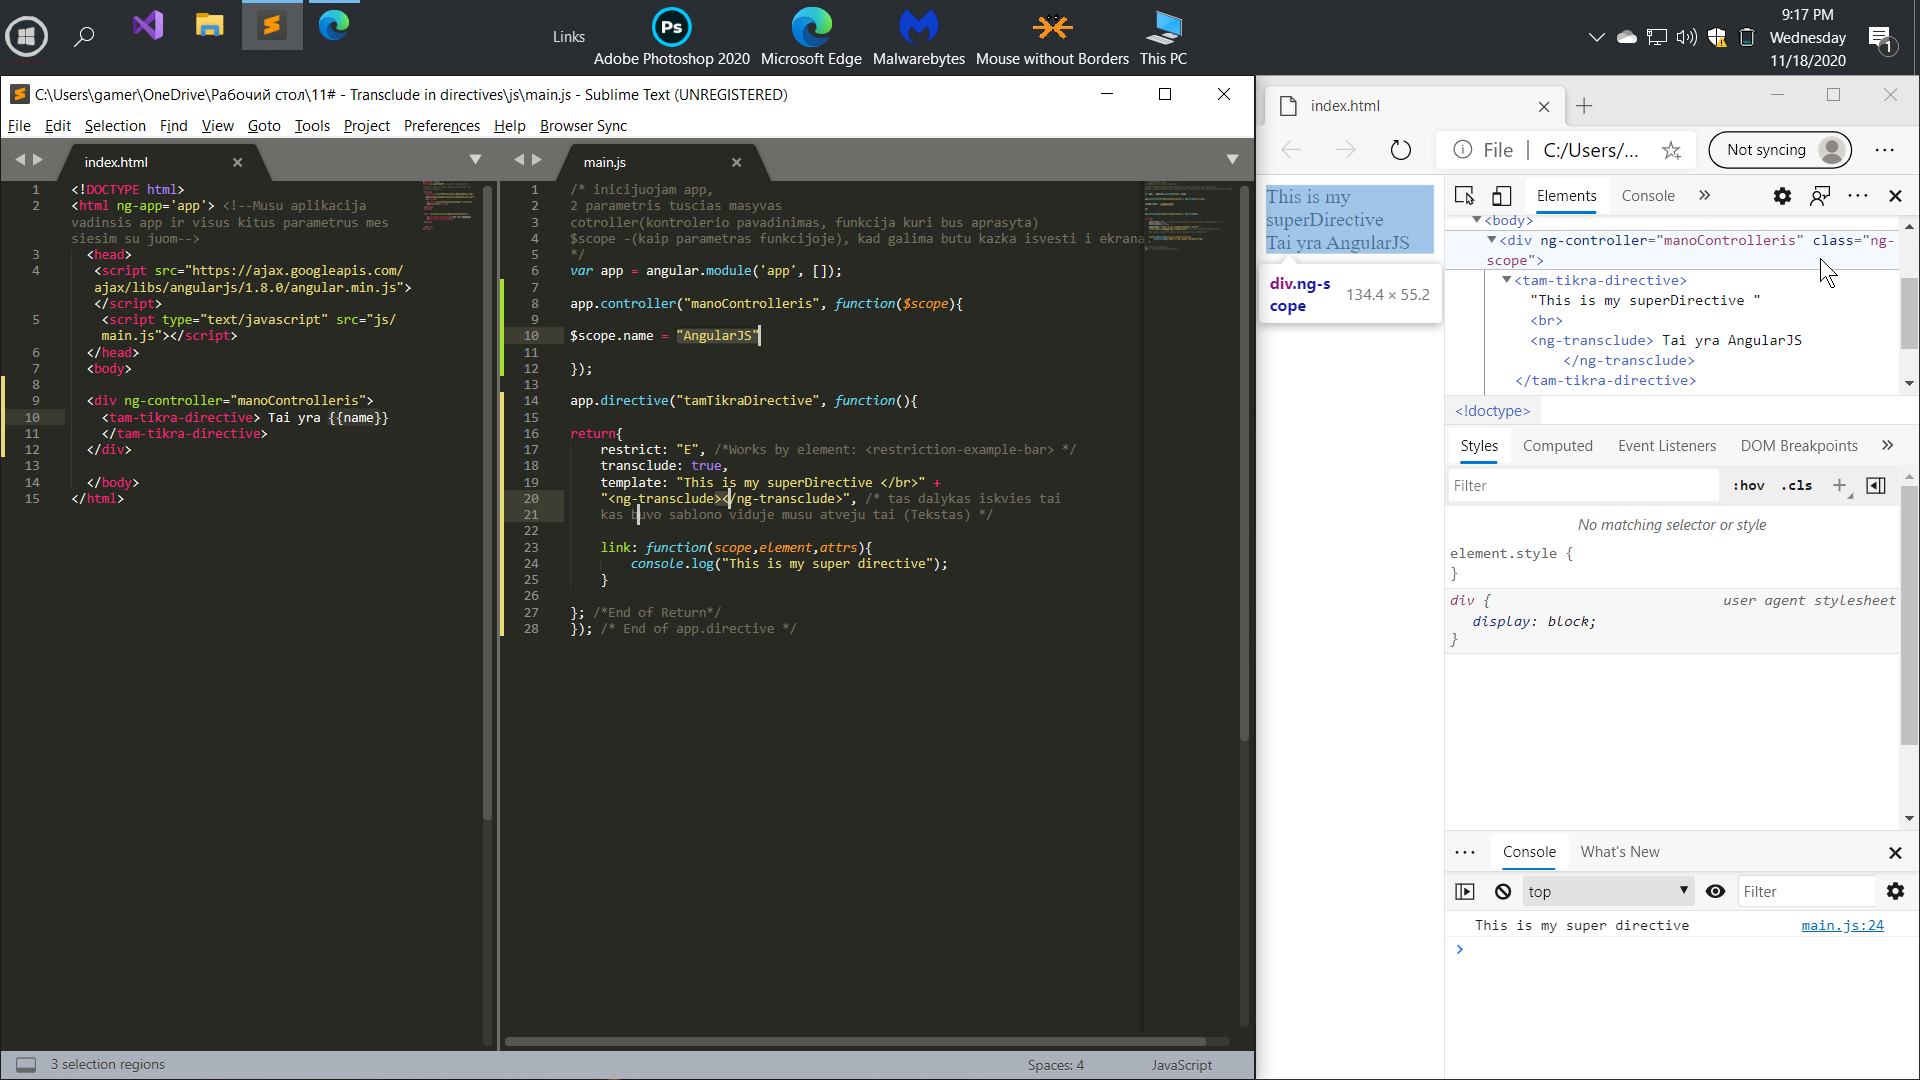 Links
Adobe Photoshop 2020
Microsoft Edge
Malwarebytes
Mouse without Borders
This PC
9:17 PM
Wednesday
11/18/2020
1
C:\Users\gamer\OneDrive\Рабочий стол\11# - Transclude in directives\js\main.js - Sublime Text (UNREGISTERED)
File Edit Selection Find View Goto Tools Project Preferences Help Browser Sync
index.html
1 <!DOCTYPE html>
2 <html ng-app='app'> <!--Musu aplikacija
vadinsis app ir visus kitus parametrus mes
siesim su juom-->
3 <head>
4 <script src="https://ajax.googleapis.com/
ajax/libs/angularjs/1.8.0/angular.min.js">
</script>
5 <script type="text/javascript" src="js/
main.js"></script>
6 </head>
7 <body>
8
9 <div ng-controller="manoControlleris">
10 <tam-tikra-directive> Tai yra {{name}}
11 </tam-tikra-directive>
12 </div>
13
14 </body>
15 </html>
main.js
1 /* inicijuojam app,
2 2 parametris tuscias masyvas
3 cotroller(kontrolerio pavadinimas, funkcija kuri bus aprasyta)
4 $scope -(kaip parametras funkcijoje), kad galima butu kazka isvesti i ekrana
5 */
6 var app = angular.module('app', []);
7
8 app.controller("manoControlleris", function($scope){
9
10 $scope.name = "AngularJS"
11
12 });
13
14 app.directive("tamTikraDirective", function(){
15
16 return{
17 restrict: "E", /*Works by element: <restriction-example-bar> */
18 transclude: true,
19 template: "This is my superDirective </br>" +
20 "<ng-transclude></ng-transclude>", /* tas dalykas iskvies tai
21 kas buvo sablono viduje musu atveju tai (Tekstas) */
22
23 link: function(scope,element,attrs){
24 console.log("This is my super directive");
25 }
26
27 }; /*End of Return*/
28 }); /* End of app.directive */
3 selection regions
Spaces: 4
JavaScript
index.html
File | C:/Users/...
Not syncing
This is my
superDirective
Tai yra AngularJS
div.ng-s
cope
134.4 × 55.2
Elements Console
<body>
<div ng-controller="manoControlleris" class="ng-
scope">
<tam-tikra-directive>
"This is my superDirective "
<br>
<ng-transclude> Tai yra AngularJS
</ng-transclude>
</tam-tikra-directive>
<!doctype>
Styles Computed Event Listeners DOM Breakpoints
Filter
:hov .cls
No matching selector or style
element.style {
}
div {
user agent stylesheet
display: block;
}
Console What's New
top
Filter
This is my super directive
main.js:24